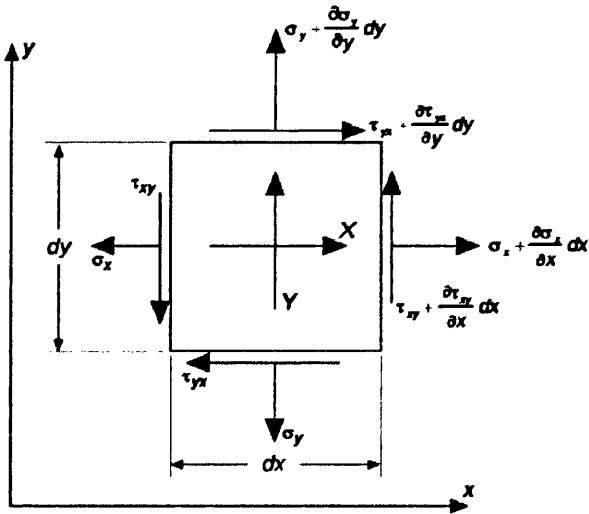 y
σ_y + ∂σ_y/∂y dy
τ_yx + ∂τ_yx/∂y dy
τ_xy
X
dy
σ_x
σ_x + ∂σ_x/∂x dx
Y
τ_xy + ∂τ_xy/∂x dx
τ_yx
σ_y
dx
x